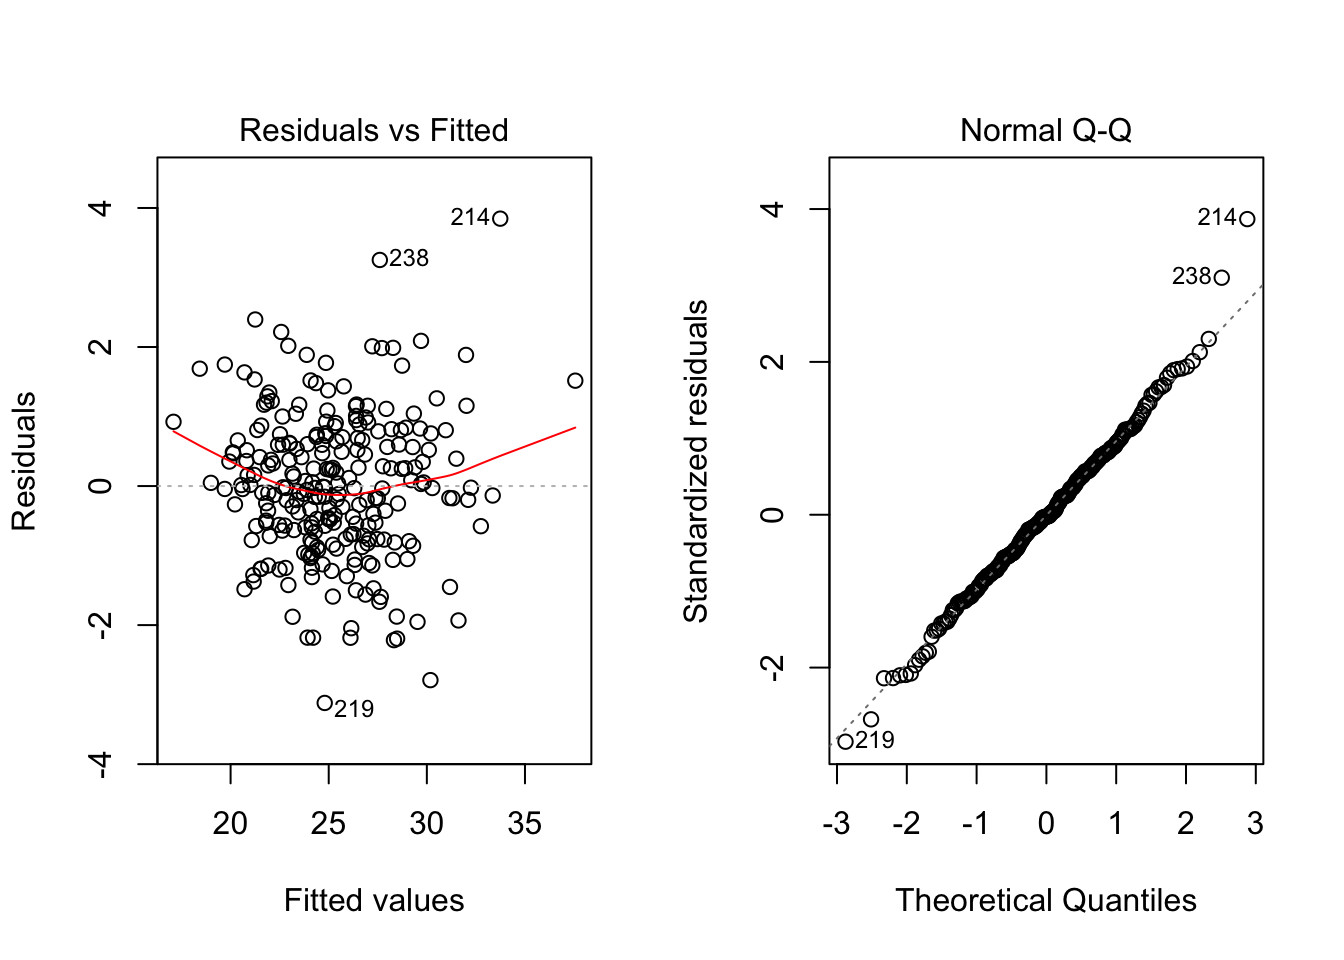 Residuals vs Fitted
Residuals
4
2
0
-2
-4
214
238
219
20 25 30 35
Fitted values
Normal Q-Q
Standardized residuals
4
2
0
-2
214
238
219
-3 -2 -1 0 1 2 3
Theoretical Quantiles